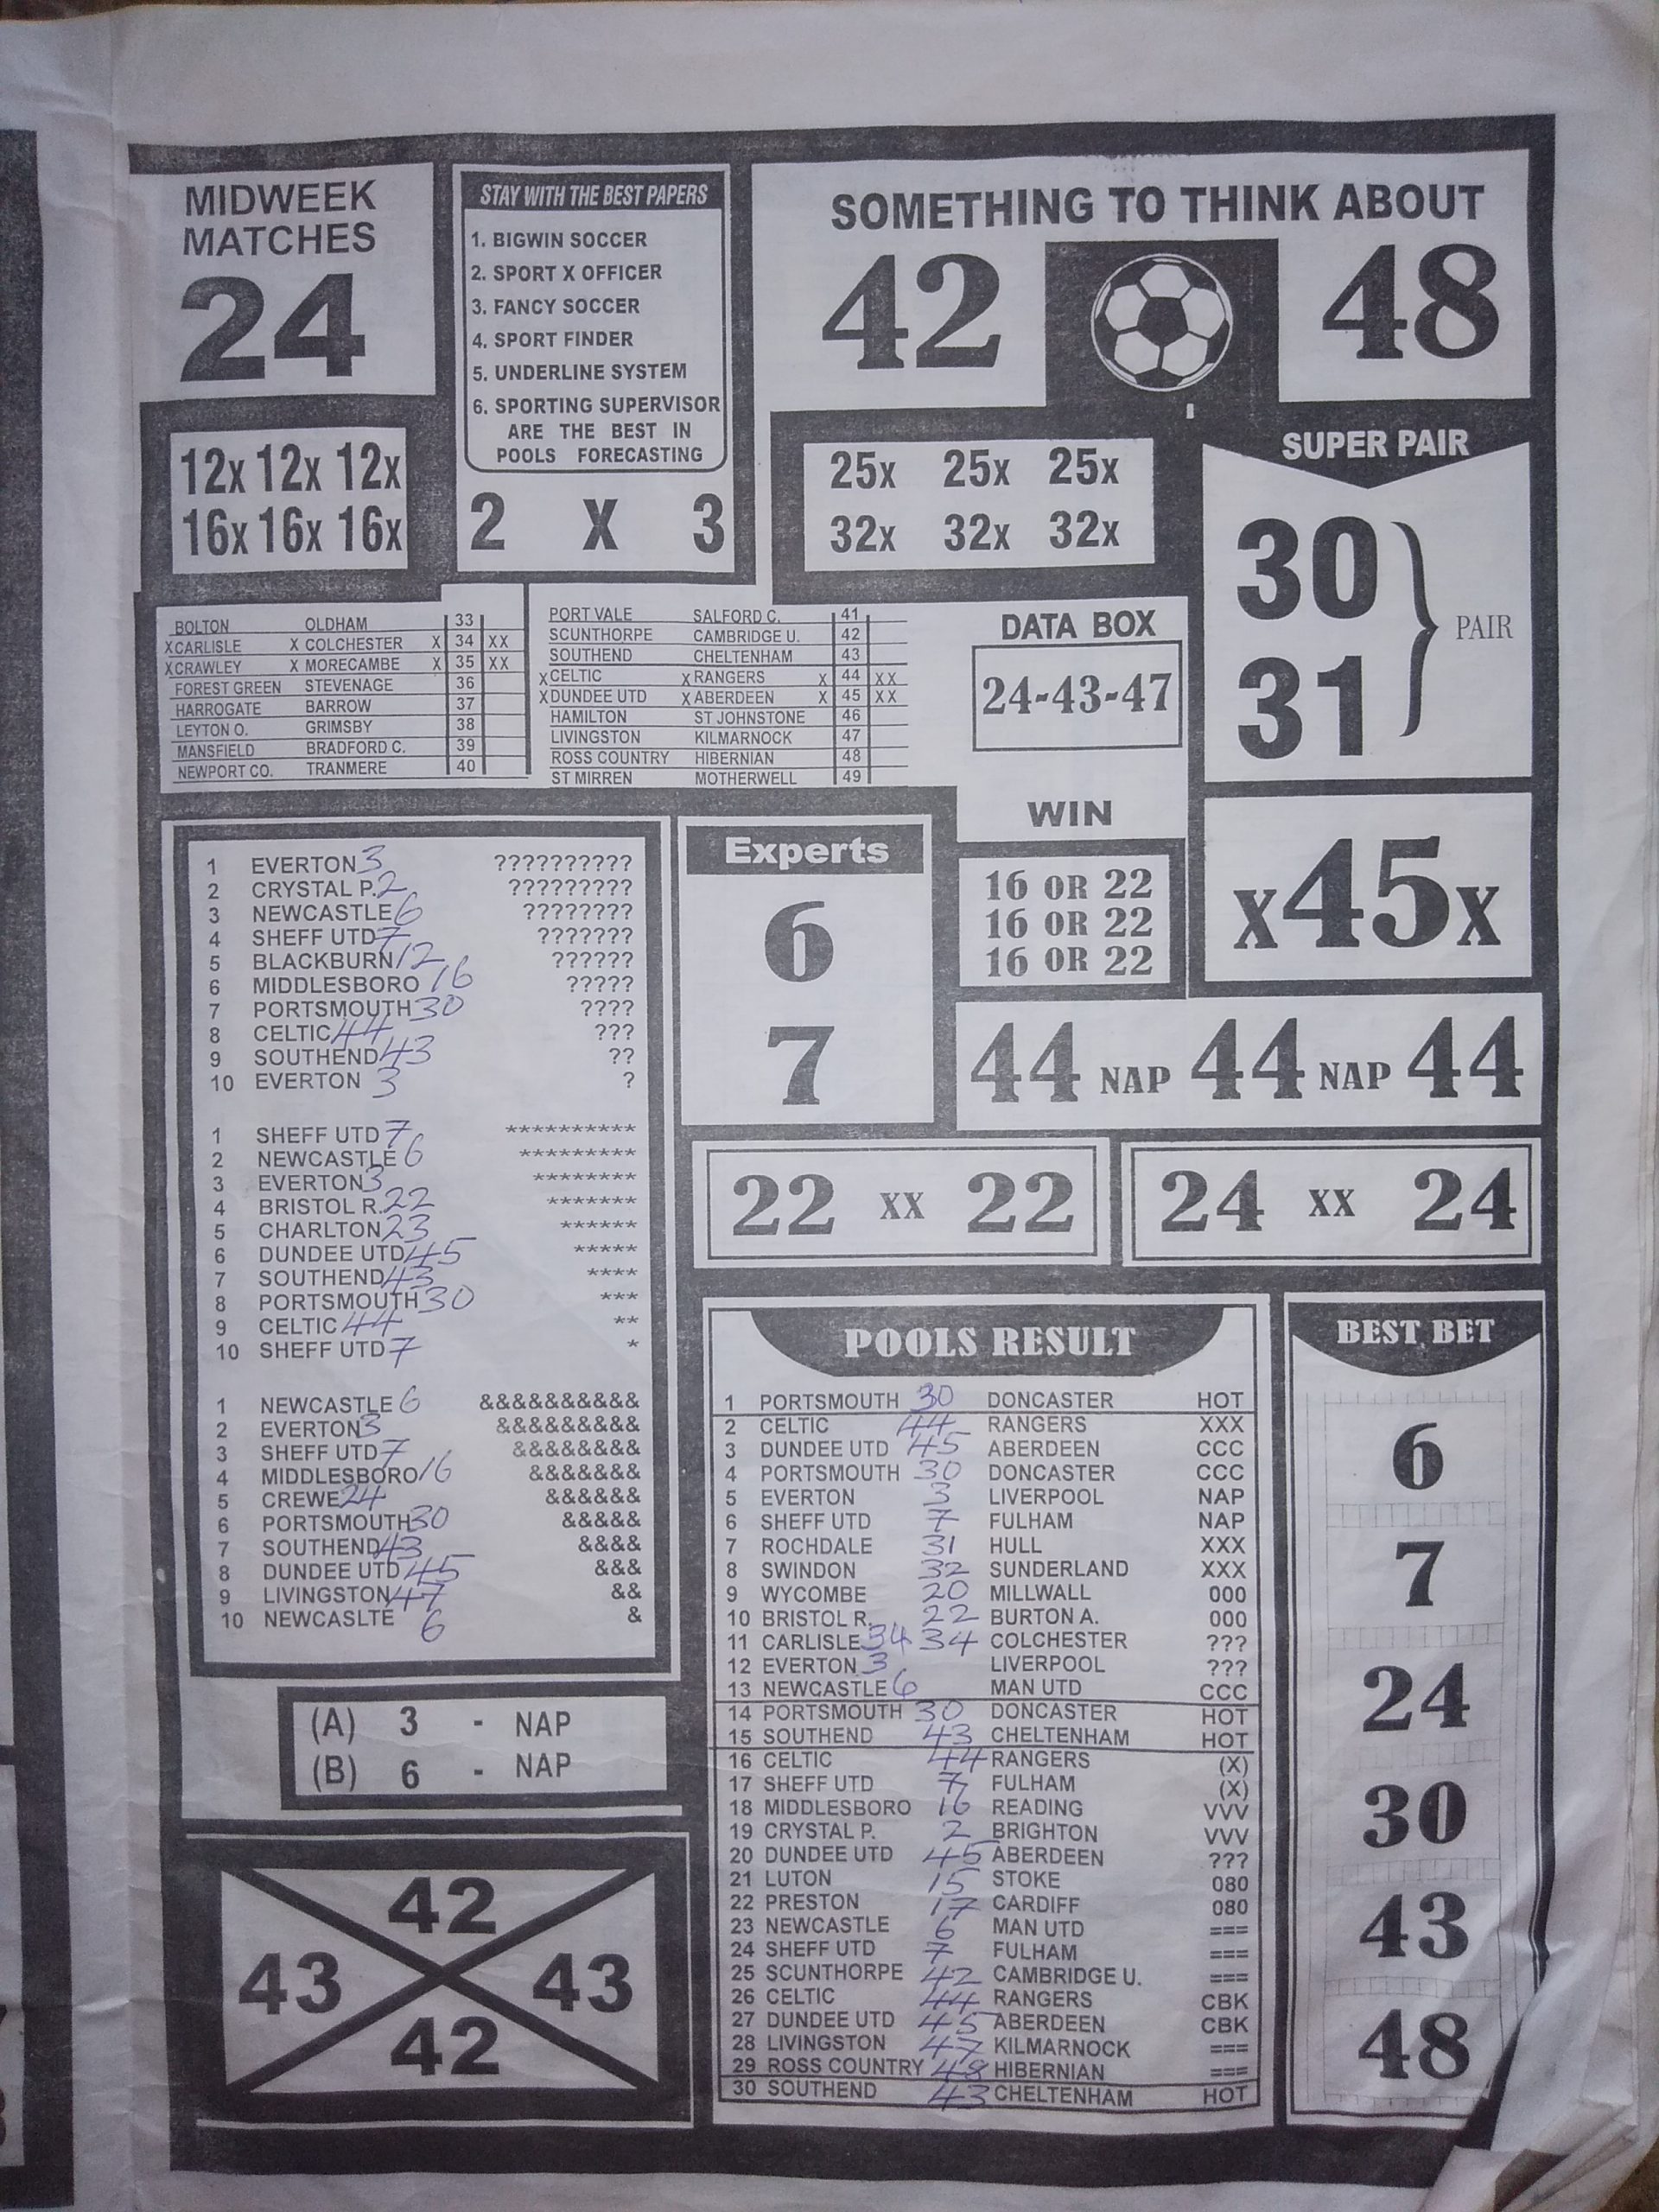 MIDWEEK
MATCHES
24
STAY WITH THE BEST PAPERS
1. BIGWIN SOCCER
2. SPORT X OFFICER
3. FANCY SOCCER
4. SPORT FINDER
5. UNDERLINE SYSTEM
6. SPORTING SUPERVISOR
ARE THE BEST IN
POOLS FORECASTING
2 X 3
SOMETHING TO THINK ABOUT
42 48
12x 12x 12x
16x 16x 16x
25x 25x 25x
32x 32x 32x
SUPER PAIR
30
31
PAIR
BOLTON OLDHAM 33
X CARLISLE X COLCHESTER X 34 XX
X CRAWLEY X MORECAMBE X 35 XX
FOREST GREEN STEVENAGE 36
HARROGATE BARROW 37
LEYTON O. GRIMSBY 38
MANSFIELD BRADFORD C. 39
NEWPORT CO. TRANMERE 40
PORT VALE SALFORD C. 41
SCUNTHORPE CAMBRIDGE U. 42
SOUTHEND CHELTENHAM 43
X CELTIC X RANGERS X 44 XX
X DUNDEE UTD X ABERDEEN X 45 XX
HAMILTON ST JOHNSTONE 46
LIVINGSTON KILMARNOCK 47
ROSS COUNTRY HIBERNIAN 48
ST MIRREN MOTHERWELL 49
DATA BOX
24-43-47
WIN
16 OR 22
16 OR 22
16 OR 22
x45x
Experts
6
7
44 NAP 44 NAP 44
22 XX 22
24 XX 24
1 EVERTON 3 ??????????
2 CRYSTAL P. 2 ?????????
3 NEWCASTLE 6 ????????
4 SHEFF UTD 7 ???????
5 BLACKBURN 12 ??????
6 MIDDLESBORO 16 ?????
7 PORTSMOUTH 30 ????
8 CELTIC 44 ???
9 SOUTHEND 43 ??
10 EVERTON 3 ?
1 SHEFF UTD 7 **********
2 NEWCASTLE 6 *********
3 EVERTON 3 ********
4 BRISTOL R. 22 *******
5 CHARLTON 23 ******
6 DUNDEE UTD 45 *****
7 SOUTHEND 43 ****
8 PORTSMOUTH 30 ***
9 CELTIC 44 **
10 SHEFF UTD 7 *
1 NEWCASTLE 6 &&&&&&&&&&
2 EVERTON 3 &&&&&&&&&
3 SHEFF UTD 7 &&&&&&&&
4 MIDDLESBORO 16 &&&&&&&
5 CREWE 24 &&&&&&
6 PORTSMOUTH 30 &&&&&
7 SOUTHEND 43 &&&&
8 DUNDEE UTD 45 &&&
9 LIVINGSTON 47 &&
10 NEWCASLTE 6 &
(A) 3 - NAP
(B) 6 - NAP
42
43 43
42
POOLS RESULT
1 PORTSMOUTH 30 DONCASTER HOT
2 CELTIC 44 RANGERS XXX
3 DUNDEE UTD 45 ABERDEEN CCC
4 PORTSMOUTH 30 DONCASTER CCC
5 EVERTON 3 LIVERPOOL NAP
6 SHEFF UTD 7 FULHAM NAP
7 ROCHDALE 31 HULL XXX
8 SWINDON 32 SUNDERLAND XXX
9 WYCOMBE 20 MILLWALL 000
10 BRISTOL R. 22 BURTON A. 000
11 CARLISLE 34 34 COLCHESTER ???
12 EVERTON 3 LIVERPOOL ???
13 NEWCASTLE 6 MAN UTD CCC
14 PORTSMOUTH 30 DONCASTER HOT
15 SOUTHEND 43 CHELTENHAM HOT
16 CELTIC 44 RANGERS (X)
17 SHEFF UTD 7 FULHAM (X)
18 MIDDLESBORO 16 READING VVV
19 CRYSTAL P. 2 BRIGHTON VVV
20 DUNDEE UTD 45 ABERDEEN ???
21 LUTON 15 STOKE 080
22 PRESTON 17 CARDIFF 080
23 NEWCASTLE 6 MAN UTD ===
24 SHEFF UTD 7 FULHAM ===
25 SCUNTHORPE 42 CAMBRIDGE U. ===
26 CELTIC 44 RANGERS CBK
27 DUNDEE UTD 45 ABERDEEN CBK
28 LIVINGSTON 47 KILMARNOCK ===
29 ROSS COUNTRY 48 HIBERNIAN ===
30 SOUTHEND 43 CHELTENHAM HOT
BEST BET
6
7
24
30
43
48